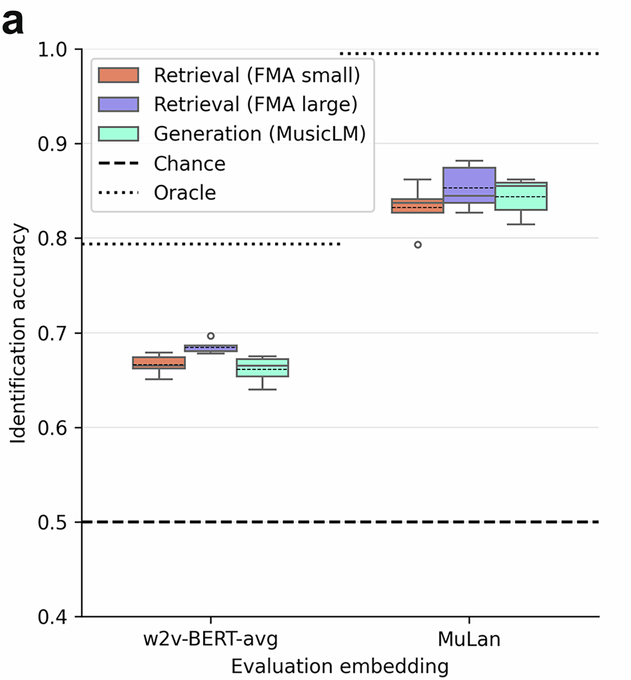 a
1.0
Retrieval (FMA small)
Retrieval (FMA large)
0.9
Generation (MusicLM)
Chance
Oracle
0.8
Identification accuracy
0.7
0.6
0.5
0.4
w2v-BERT-avg
MuLan
Evaluation embedding